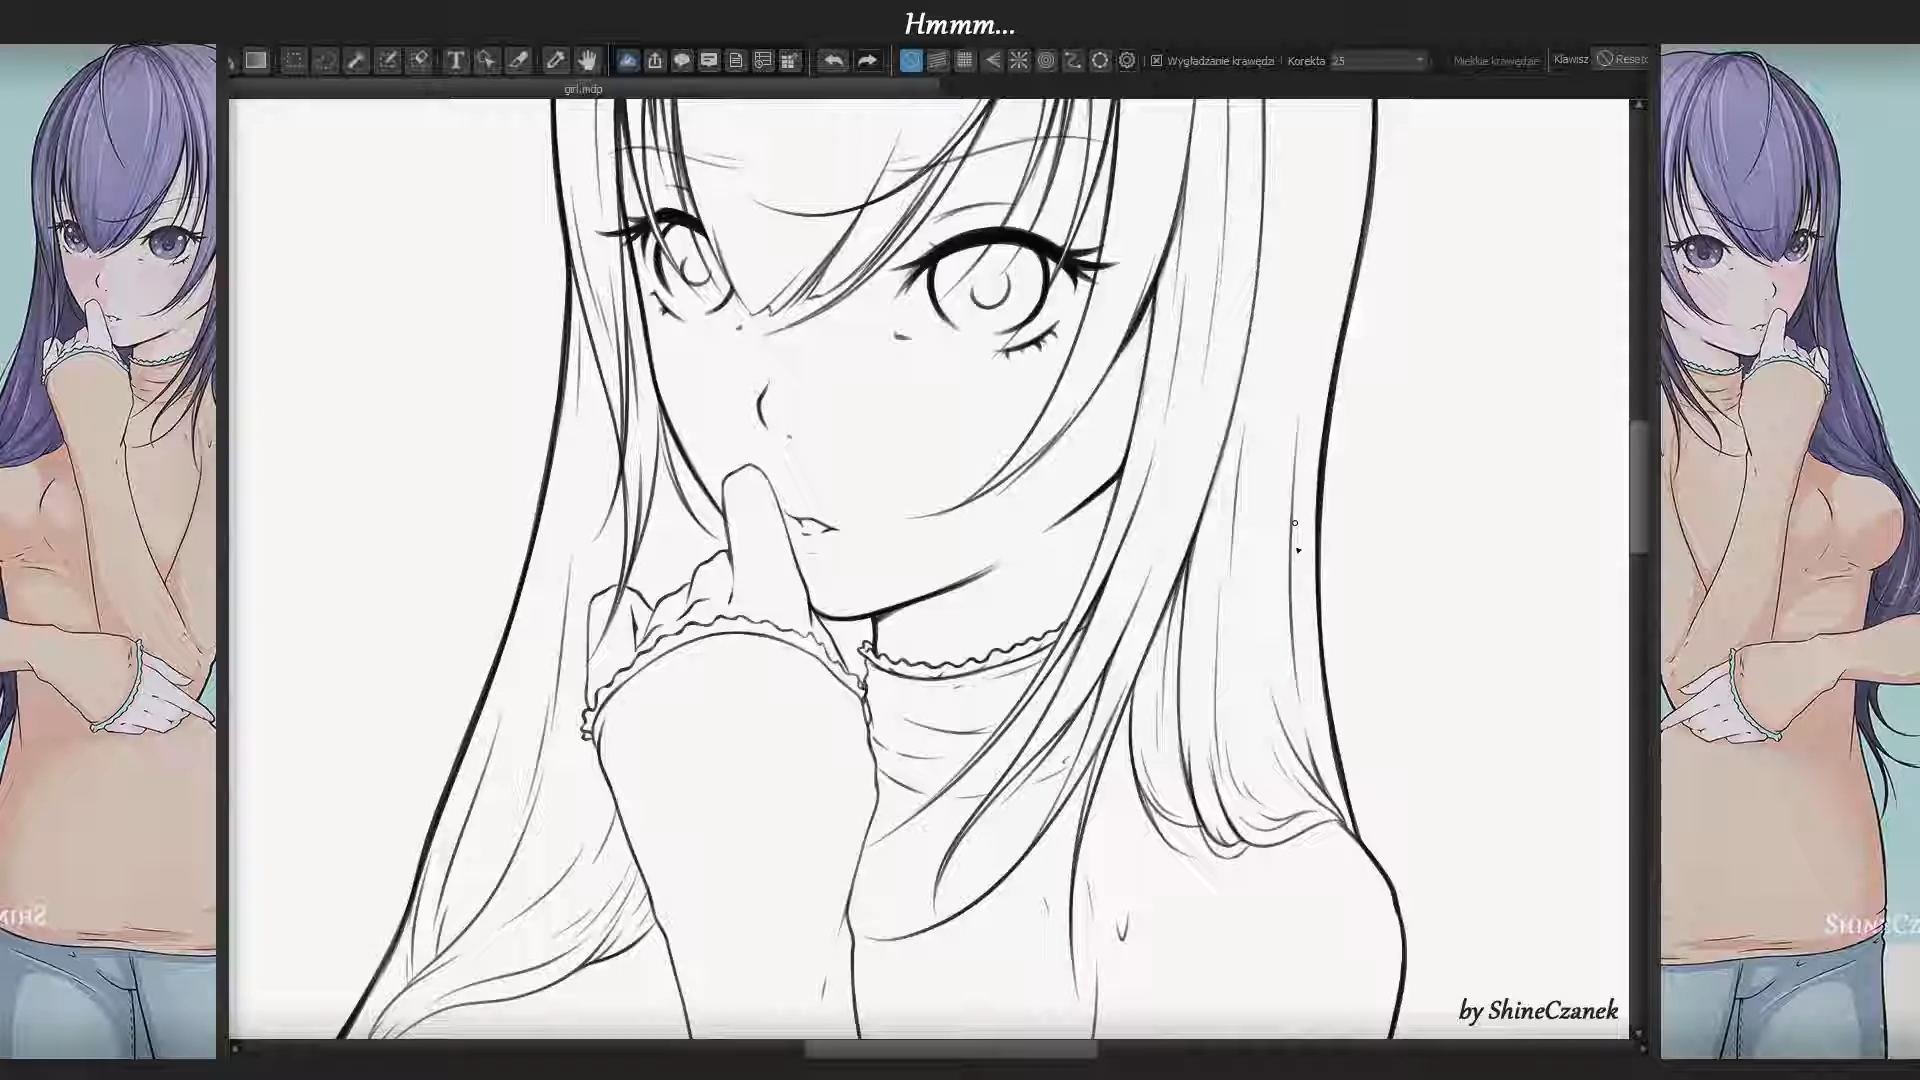 Hmmm...
Wygładzanie krawędzi Korekta 25 Miękkie krawędzie Klawisz Reset
girl.mdp
by ShineCzanek